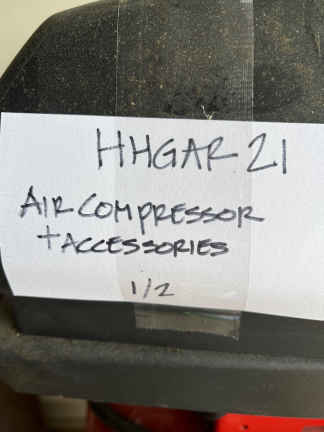 HHGAR 21
AIR COMPRESSOR
+ ACCESSORIES
1/2